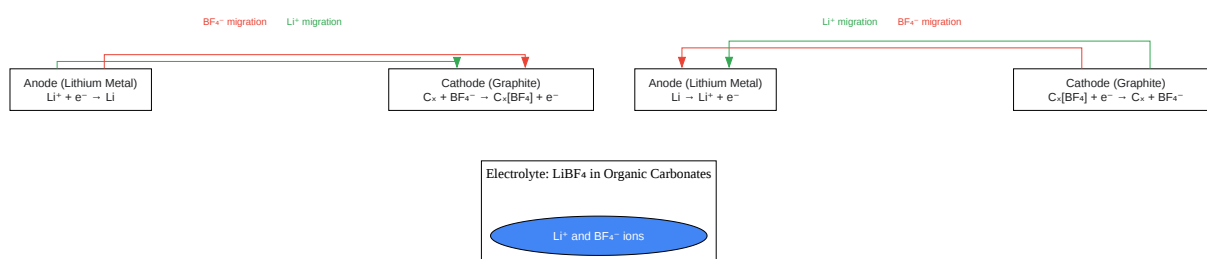 BF₄⁻ migration
Li⁺ migration
Li⁺ migration
BF₄⁻ migration
Anode (Lithium Metal)
Li⁺ + e⁻ → Li
Cathode (Graphite)
Cₓ + BF₄⁻ → Cₓ[BF₄] + e⁻
Anode (Lithium Metal)
Li → Li⁺ + e⁻
Cathode (Graphite)
Cₓ[BF₄] + e⁻ → Cₓ + BF₄⁻
Electrolyte: LiBF₄ in Organic Carbonates
Li⁺ and BF₄⁻ ions